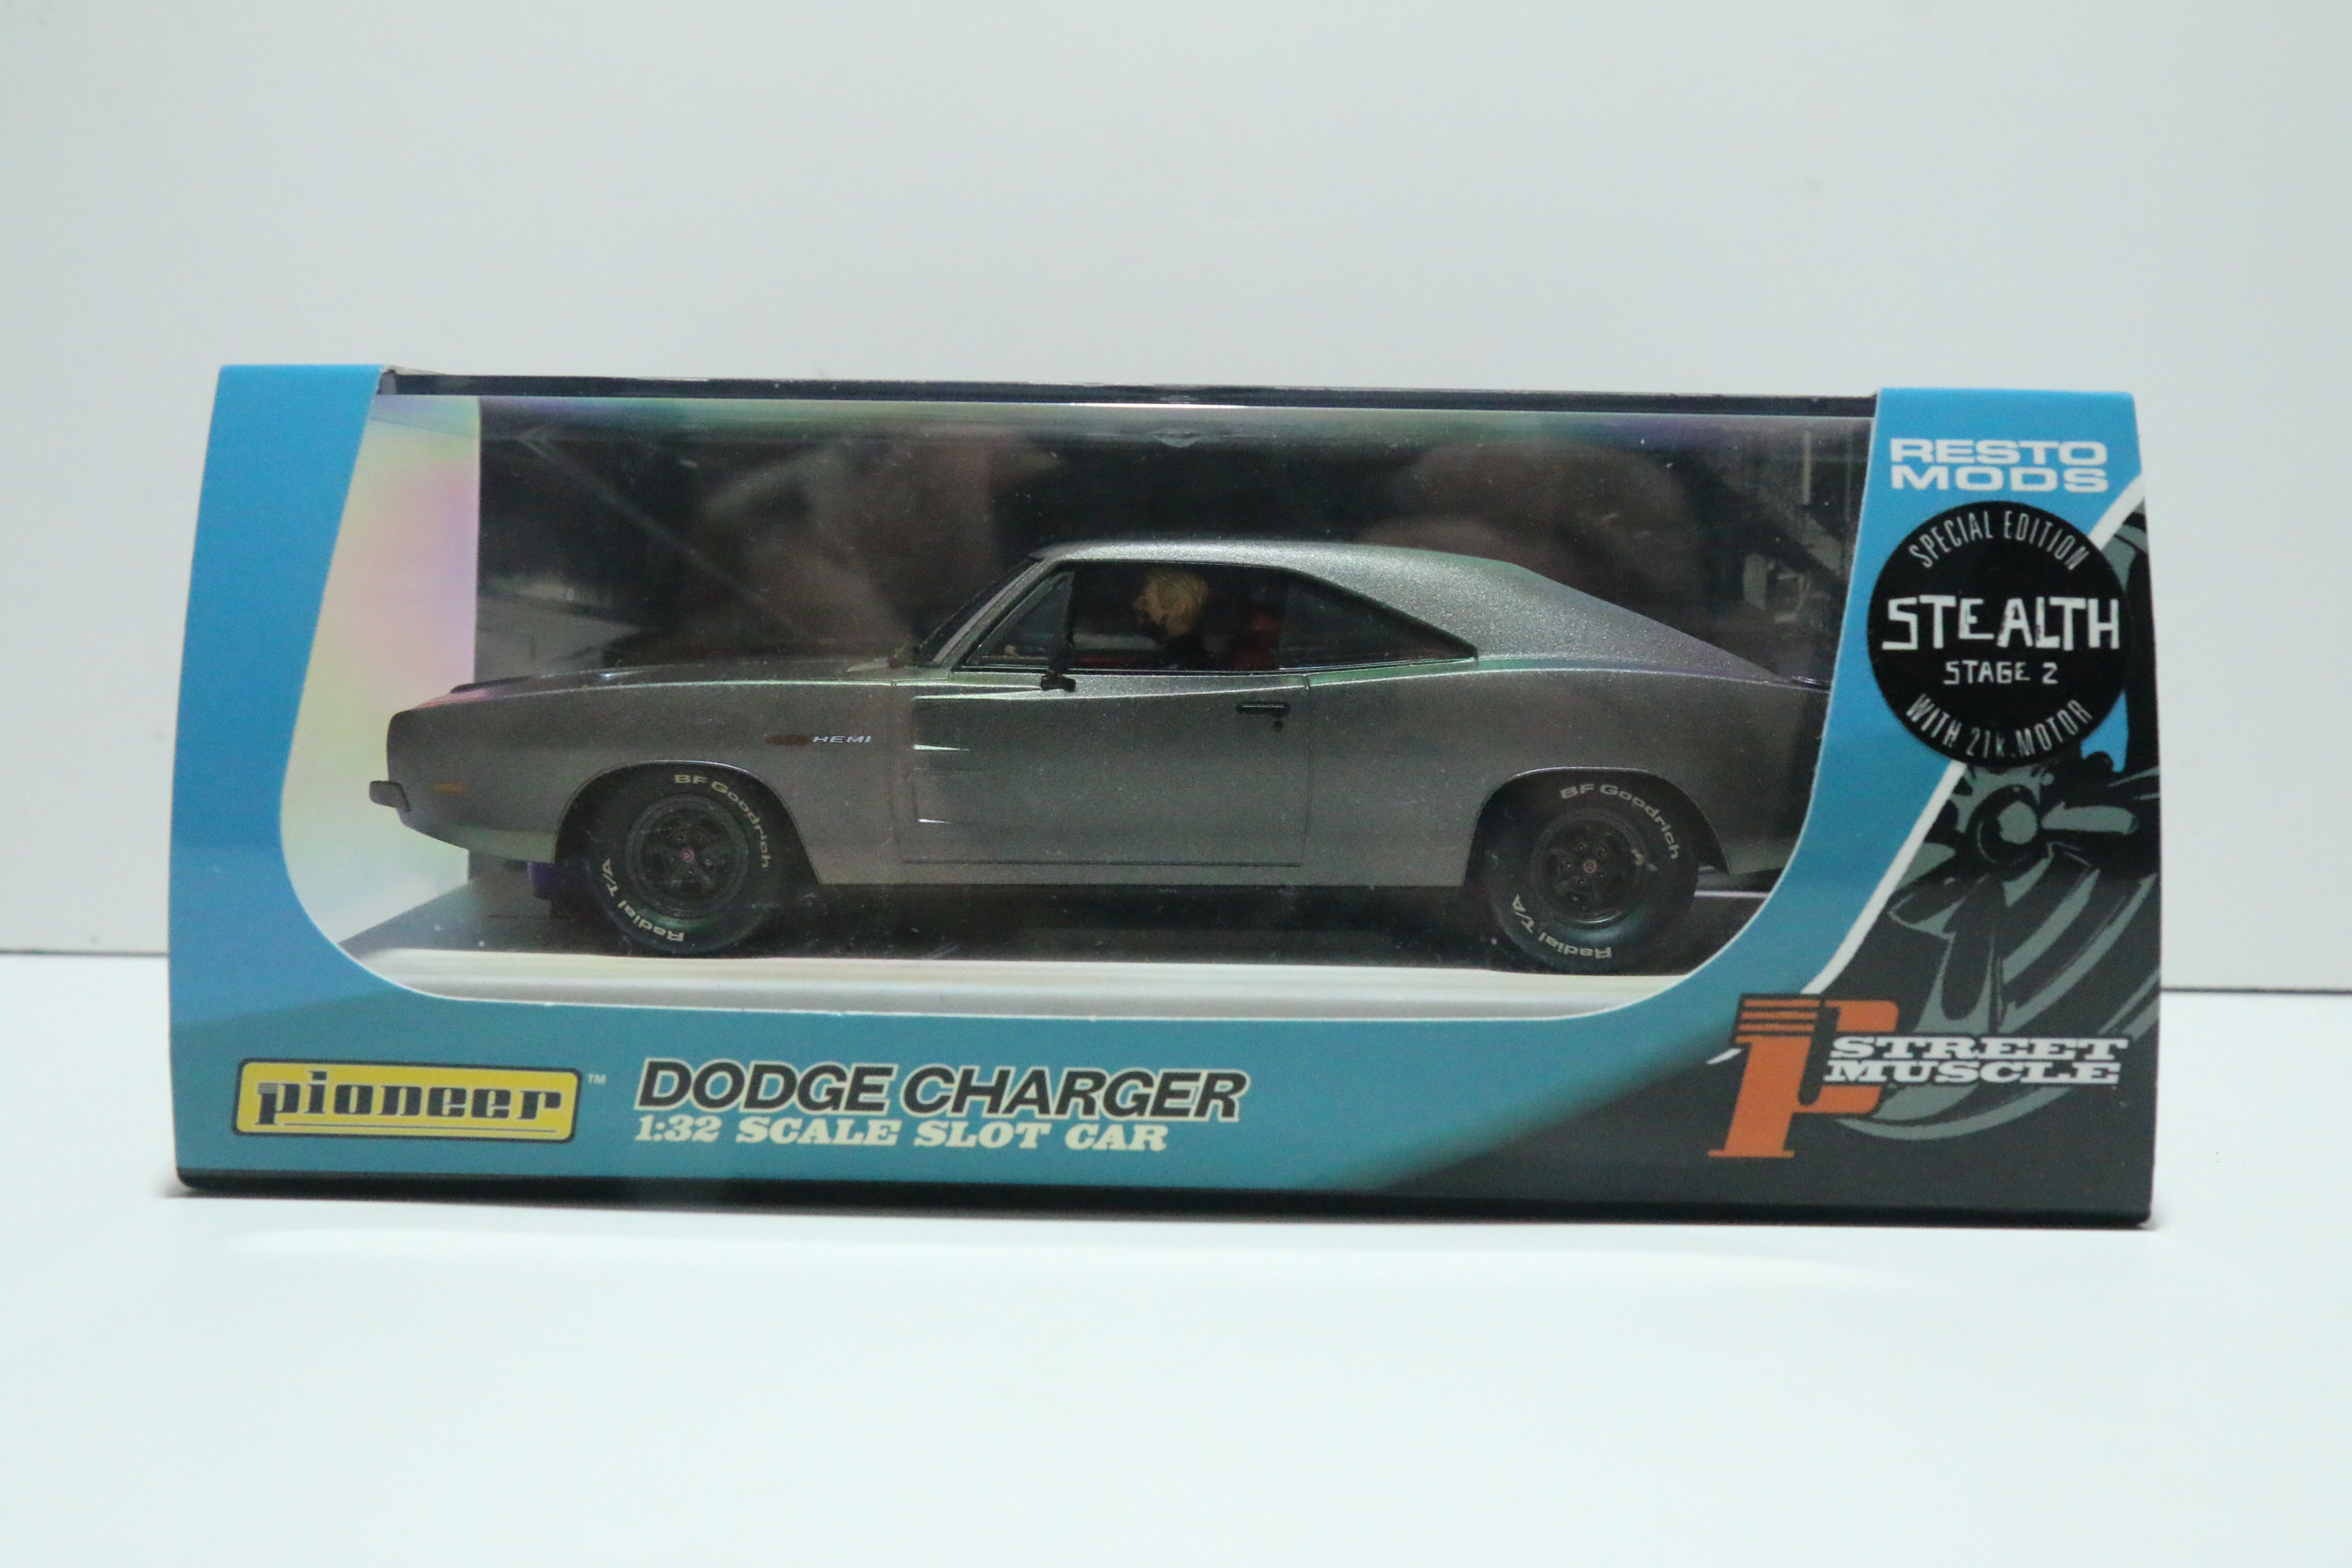 RESTO
MODS
SPECIAL EDITION
STEALTH
STAGE 2
WITH 21K.MOTOR
HEMI
BF Goodrich
Radial T/A
BF Goodrich
Radial T/A
pioneer™
DODGE CHARGER
1:32 SCALE SLOT CAR
P STREET
MUSCLE